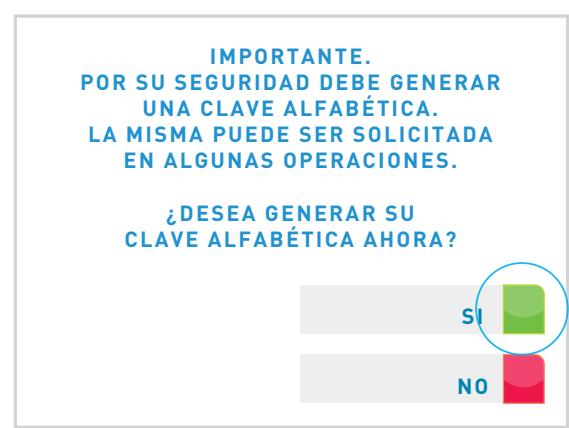 IMPORTANTE.
POR SU SEGURIDAD DEBE GENERAR
UNA CLAVE ALFABÉTICA.
LA MISMA PUEDE SER SOLICITADA
EN ALGUNAS OPERACIONES.
¿DESEA GENERAR SU
CLAVE ALFABÉTICA AHORA?
SI
NO